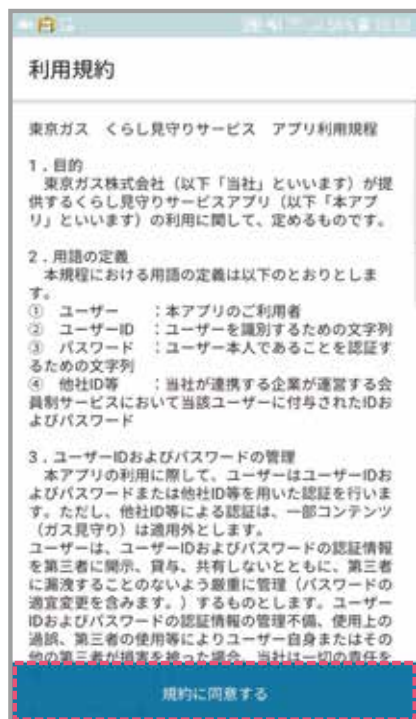 利用規約
東京ガス くらし見守りサービス アプリ利用規程
1.目的
東京ガス株式会社(以下「当社」といいます)が提
供するくらし見守りサービスアプリ(以下「本アプ
リ」といいます)の利用に関して、定めるものです。
2.用語の定義
本規程における用語の定義は以下のとおりとしま
す。
① ユーザー :本アプリのご利用者
② ユーザーID :ユーザーを識別するための文字列
③ パスワード :ユーザー本人であることを認証す
るための文字列
④ 他社ID等 :当社が連携する企業が運営する会
員制サービスにおいて当該ユーザーに付与されたIDお
よびパスワード
3.ユーザーIDおよびパスワードの管理
本アプリの利用に際して、ユーザーはユーザーIDお
よびパスワードまたは他社ID等を用いた認証を行いま
す。ただし、他社ID等による認証は、一部コンテンツ
(ガス見守り)は適用外とします。
ユーザーは、ユーザーIDおよびパスワードの認証情報
を第三者に開示、貸与、共有しないとともに、第三者
に漏洩することのないよう厳重に管理(パスワードの
適宜変更を含みます。)するものとします。ユーザー
IDおよびパスワードの認証情報の管理不備、使用上の
過誤、第三者の使用等によりユーザー自身またはその
他の第三者が損害を被った場合、当社は一切の責任を
規約に同意する